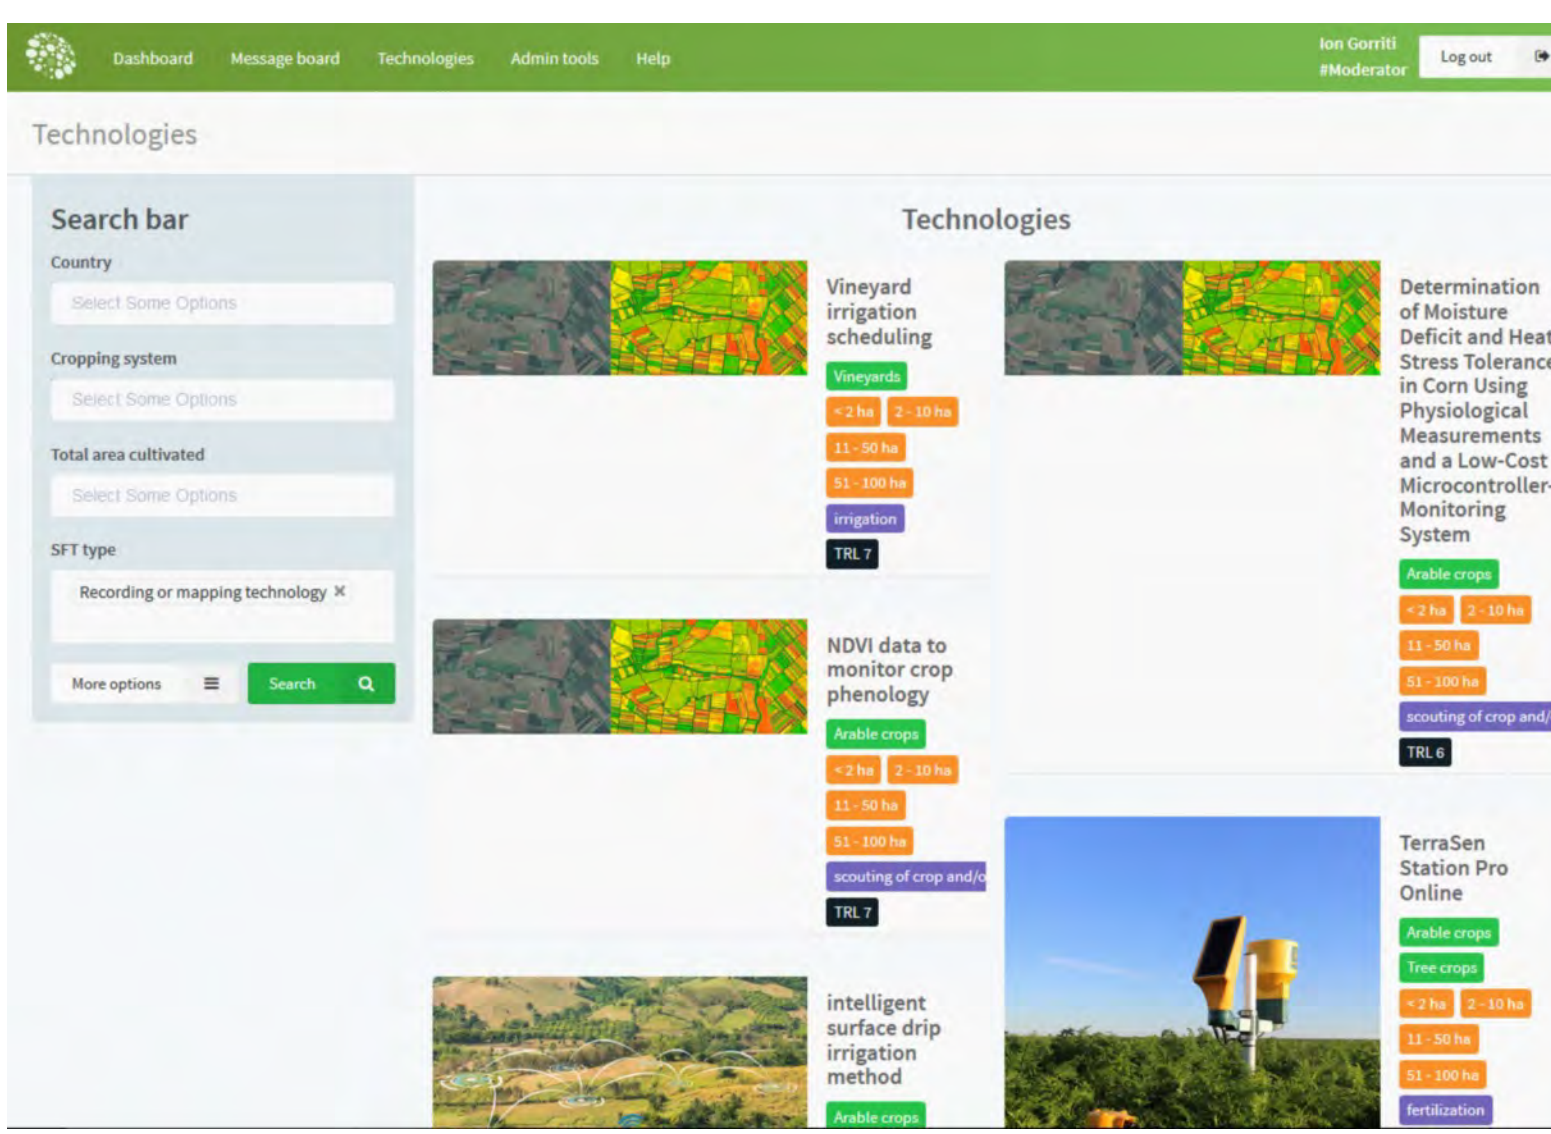 Dashboard Message board Technologies Admin tools Help
Ion Gorriti
#Moderator
Log out
Technologies
Search bar
Country
Select Some Options
Cropping system
Select Some Options
Total area cultivated
Select Some Options
SFT type
Recording or mapping technology ×
More options
Search
Technologies
Vineyard
irrigation
scheduling
Vineyards
< 2 ha 2 - 10 ha
11 - 50 ha
51 - 100 ha
irrigation
TRL 7
Determination
of Moisture
Deficit and Heat
Stress Tolerance
in Corn Using
Physiological
Measurements
and a Low-Cost
Microcontroller-
Monitoring
System
Arable crops
< 2 ha 2 - 10 ha
11 - 50 ha
51 - 100 ha
scouting of crop and/
TRL 6
NDVI data to
monitor crop
phenology
Arable crops
< 2 ha 2 - 10 ha
11 - 50 ha
51 - 100 ha
scouting of crop and/o
TRL 7
TerraSen
Station Pro
Online
Arable crops
Tree crops
< 2 ha 2 - 10 ha
11 - 50 ha
51 - 100 ha
fertilization
intelligent
surface drip
irrigation
method
Arable crops